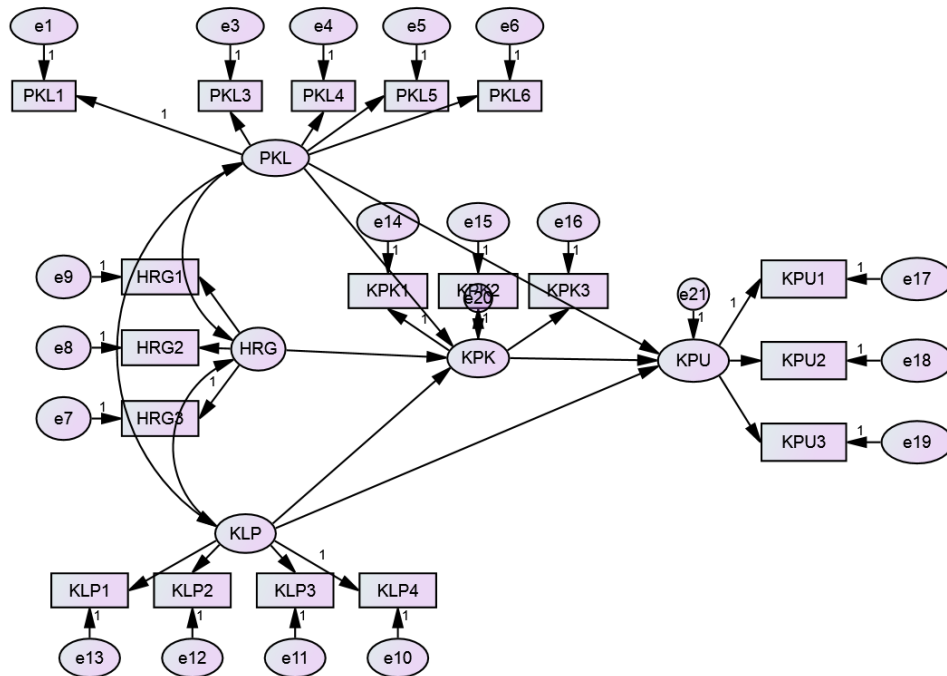 e1 e3 e4 e5 e6
1 1 1 1 1
PKL1 PKL3 PKL4 PKL5 PKL6
1
PKL
e14 e15 e16
1 1 1
e9 1 HRG1
KPK1 KPK2 KPK3
KPU1 1 e17
e20 e21
1 1 1 1
e8 1 HRG2 HRG
KPK KPU KPU2 1 e18
1
e7 1 HRG3
KPU3 1 e19
KLP
1
KLP1 KLP2 KLP3 KLP4
1 1 1 1
e13 e12 e11 e10